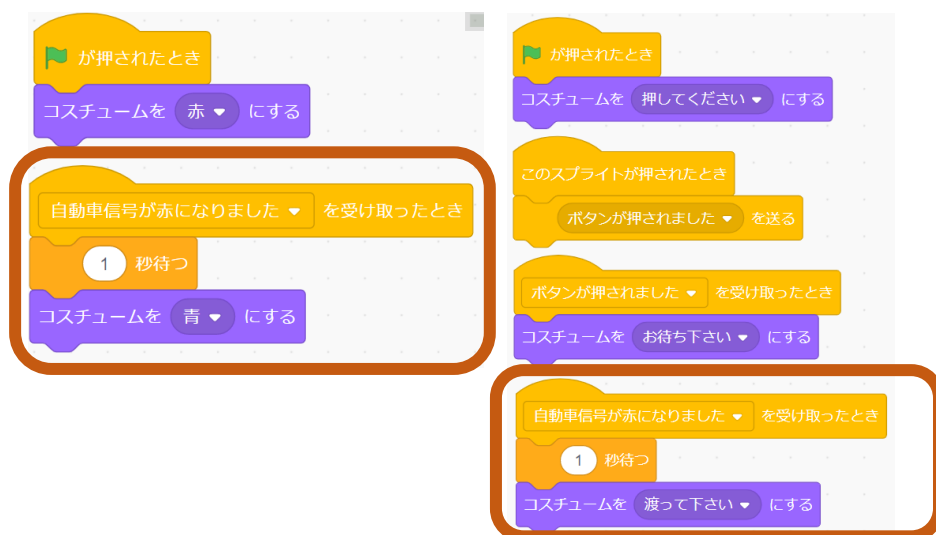 が押されたとき
コスチュームを 赤 にする
自動車信号が赤になりました を受け取ったとき
1 秒待つ
コスチュームを 青 にする
が押されたとき
コスチュームを 押してください にする
このスプライトが押されたとき
ボタンが押されました を送る
ボタンが押されました を受け取ったとき
コスチュームを お待ち下さい にする
自動車信号が赤になりました を受け取ったとき
1 秒待つ
コスチュームを 渡って下さい にする